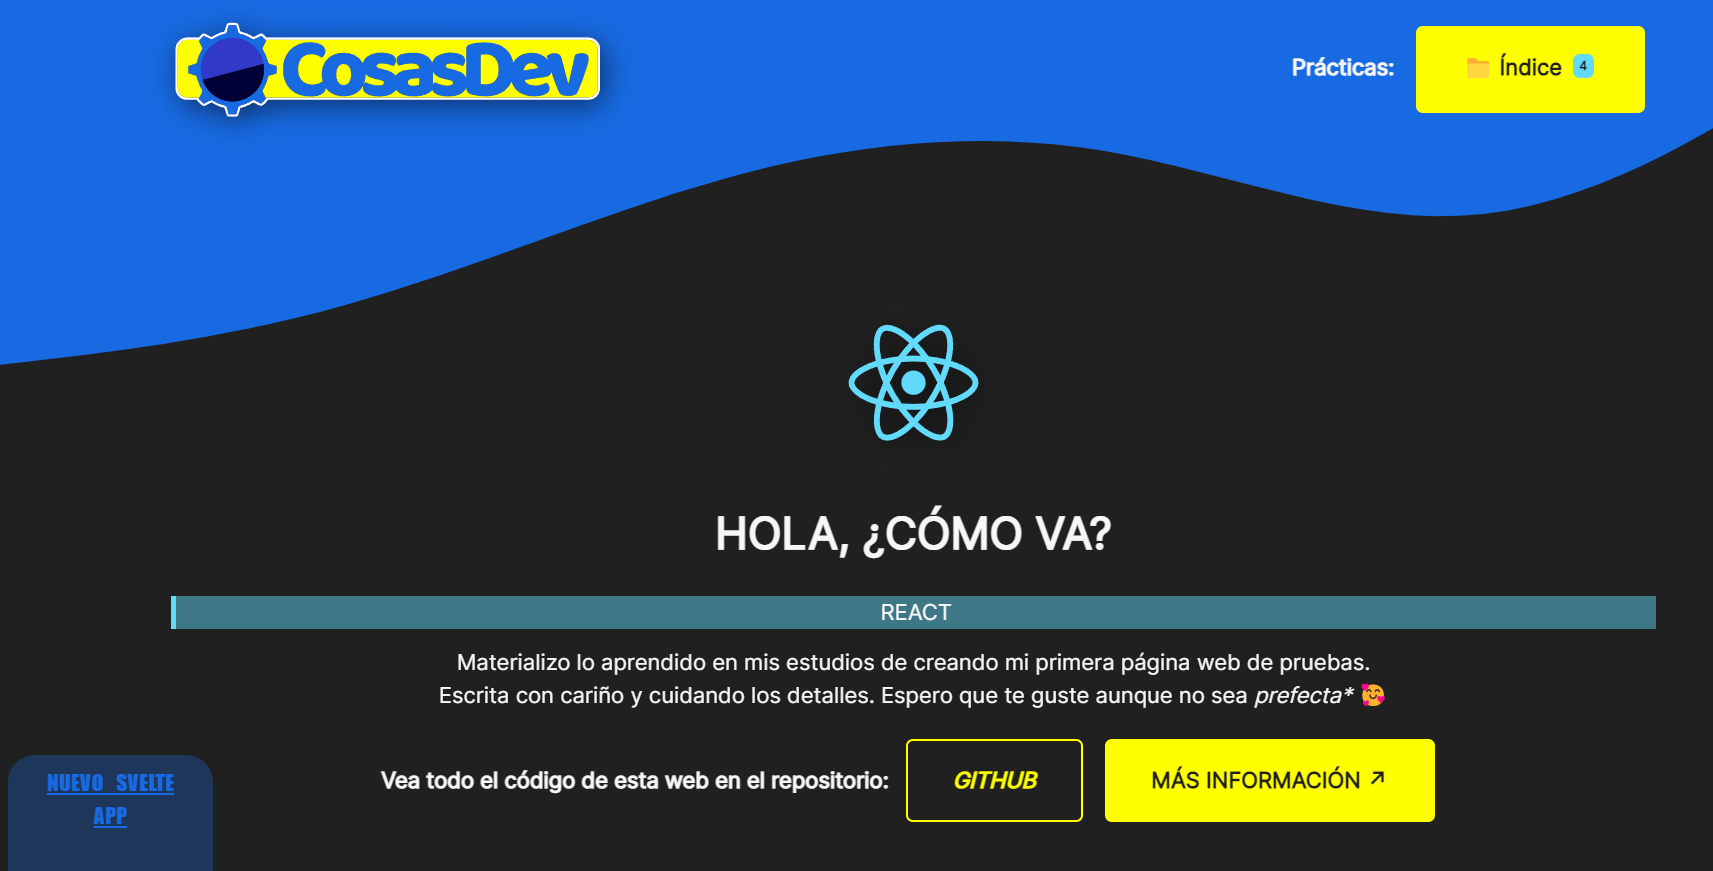 CosasDev
Prácticas:
📁 Índice 4
HOLA, ¿CÓMO VA?
REACT
Materializo lo aprendido en mis estudios de creando mi primera página web de pruebas.
Escrita con cariño y cuidando los detalles. Espero que te guste aunque no sea prefecta* 🥰
Vea todo el código de esta web en el repositorio:
GITHUB
MÁS INFORMACIÓN ↗
NUEVO SVELTE
APP